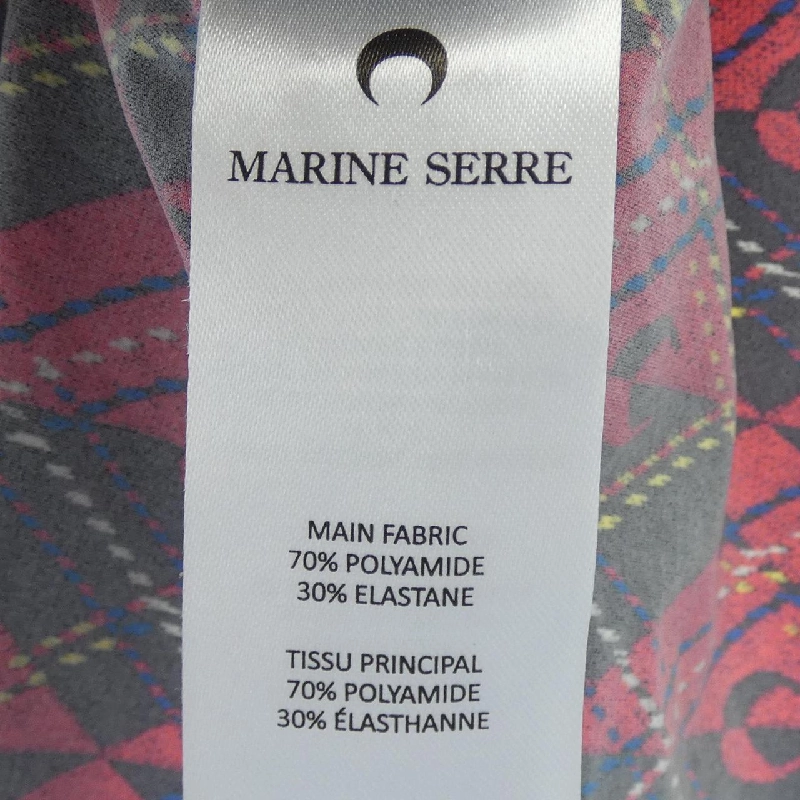 MARINE SERRE
MAIN FABRIC
70% POLYAMIDE
30% ELASTANE
TISSU PRINCIPAL
70% POLYAMIDE
30% ÉLASTHANNE